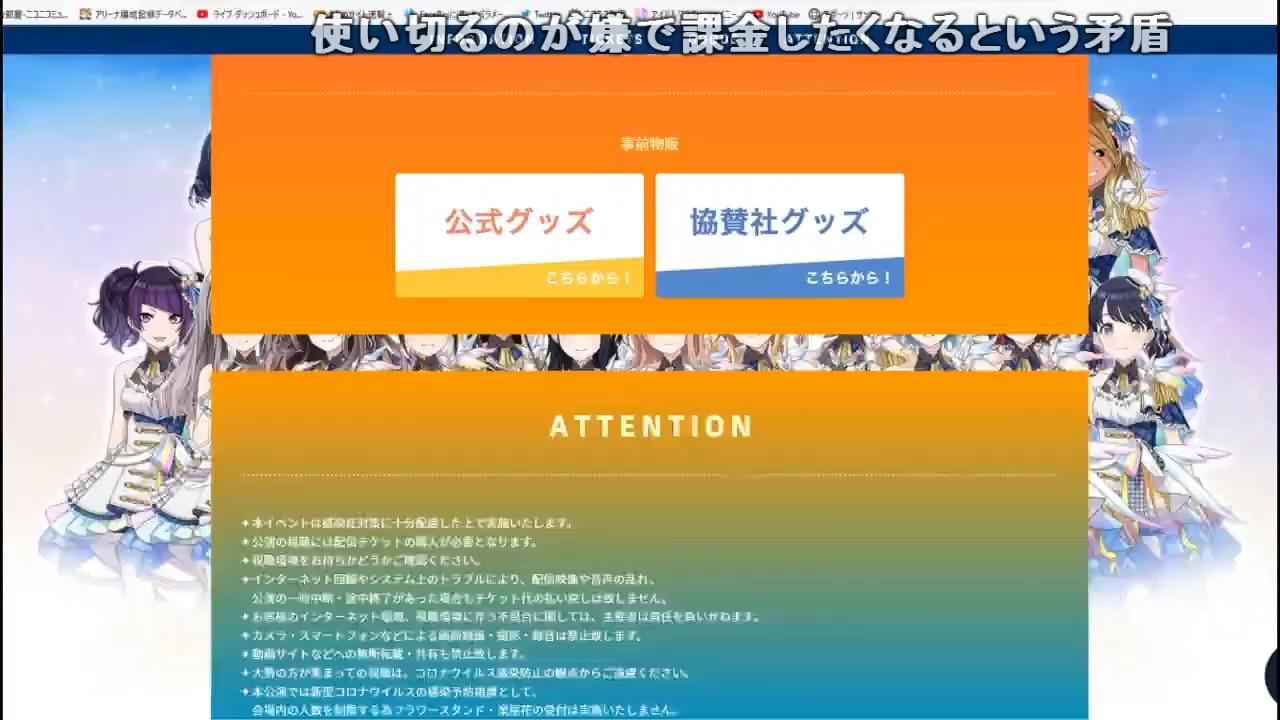 ライブ ダッシュボード - Yo...
使い切るのが嫌で課金したくなるという矛盾
INFORMATION TICKETS GOODS ATTENTION
事前物販
公式グッズ
こちらから！
協賛社グッズ
こちらから！
ATTENTION
✦本イベントは感染症対策に十分配慮した上で実施いたします。
✦公演の視聴には配信チケットの購入が必要となります。
✦視聴環境をお持ちかどうかご確認ください。
✦インターネット回線やシステム上のトラブルにより、配信映像や音声の乱れ、
公演の一時中断・途中終了があった場合もチケット代の払い戻しは致しません。
✦お客様のインターネット環境、視聴環境に伴う不具合に関しては、主催者は責任を負いかねます。
✦カメラ・スマートフォンなどによる画面録画・撮影・録音は禁止致します。
✦動画サイトなどへの無断転載・共有も禁止致します。
✦大勢の方が集まっての視聴は、コロナウイルス感染防止の観点からご遠慮ください。
✦本公演では新型コロナウイルスの感染予防措置として、
会場内の人数を制限する為フラワースタンド・楽屋花の受付は実施いたしません。